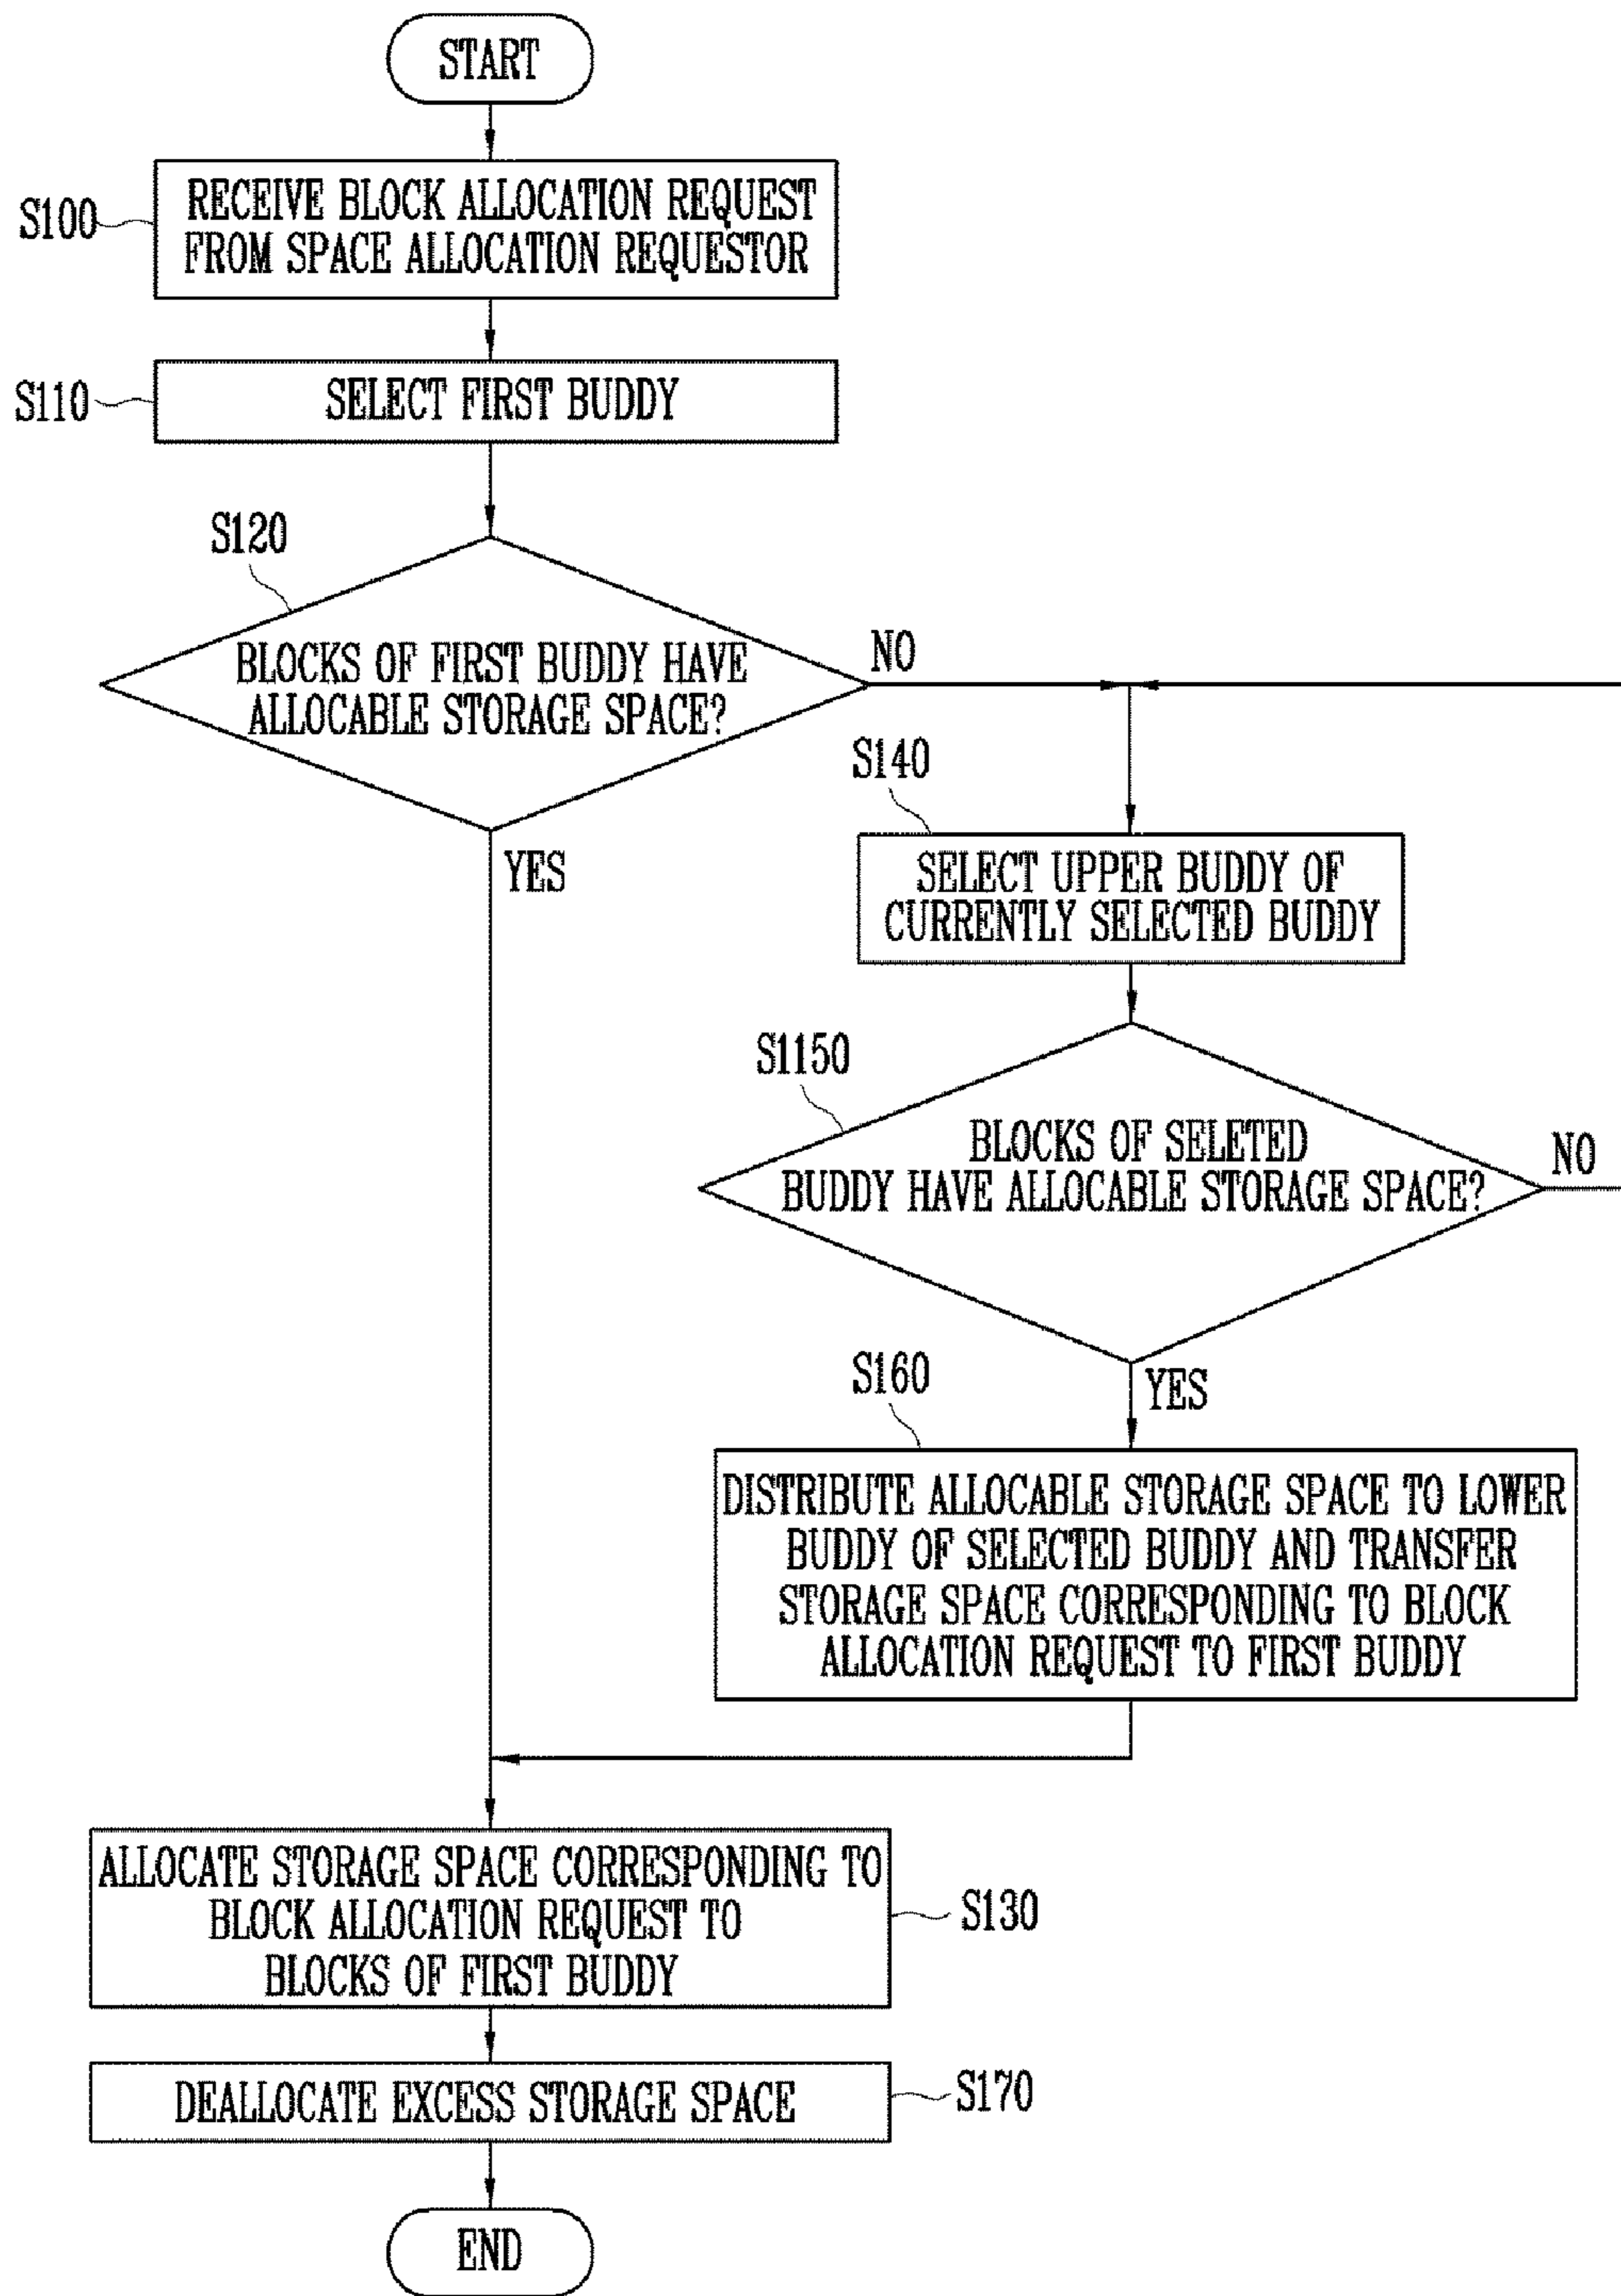 START
S100
RECEIVE BLOCK ALLOCATION REQUEST
FROM SPACE ALLOCATION REQUESTOR
S110
SELECT FIRST BUDDY
S120
BLOCKS OF FIRST BUDDY HAVE
ALLOCABLE STORAGE SPACE?
NO
YES
S140
SELECT UPPER BUDDY OF
CURRENTLY SELECTED BUDDY
S1150
BLOCKS OF SELETED
BUDDY HAVE ALLOCABLE STORAGE SPACE?
NO
YES
S160
DISTRIBUTE ALLOCABLE STORAGE SPACE TO LOWER
BUDDY OF SELECTED BUDDY AND TRANSFER
STORAGE SPACE CORRESPONDING TO BLOCK
ALLOCATION REQUEST TO FIRST BUDDY
ALLOCATE STORAGE SPACE CORRESPONDING TO
BLOCK ALLOCATION REQUEST TO
BLOCKS OF FIRST BUDDY
S130
DEALLOCATE EXCESS STORAGE SPACE
S170
END